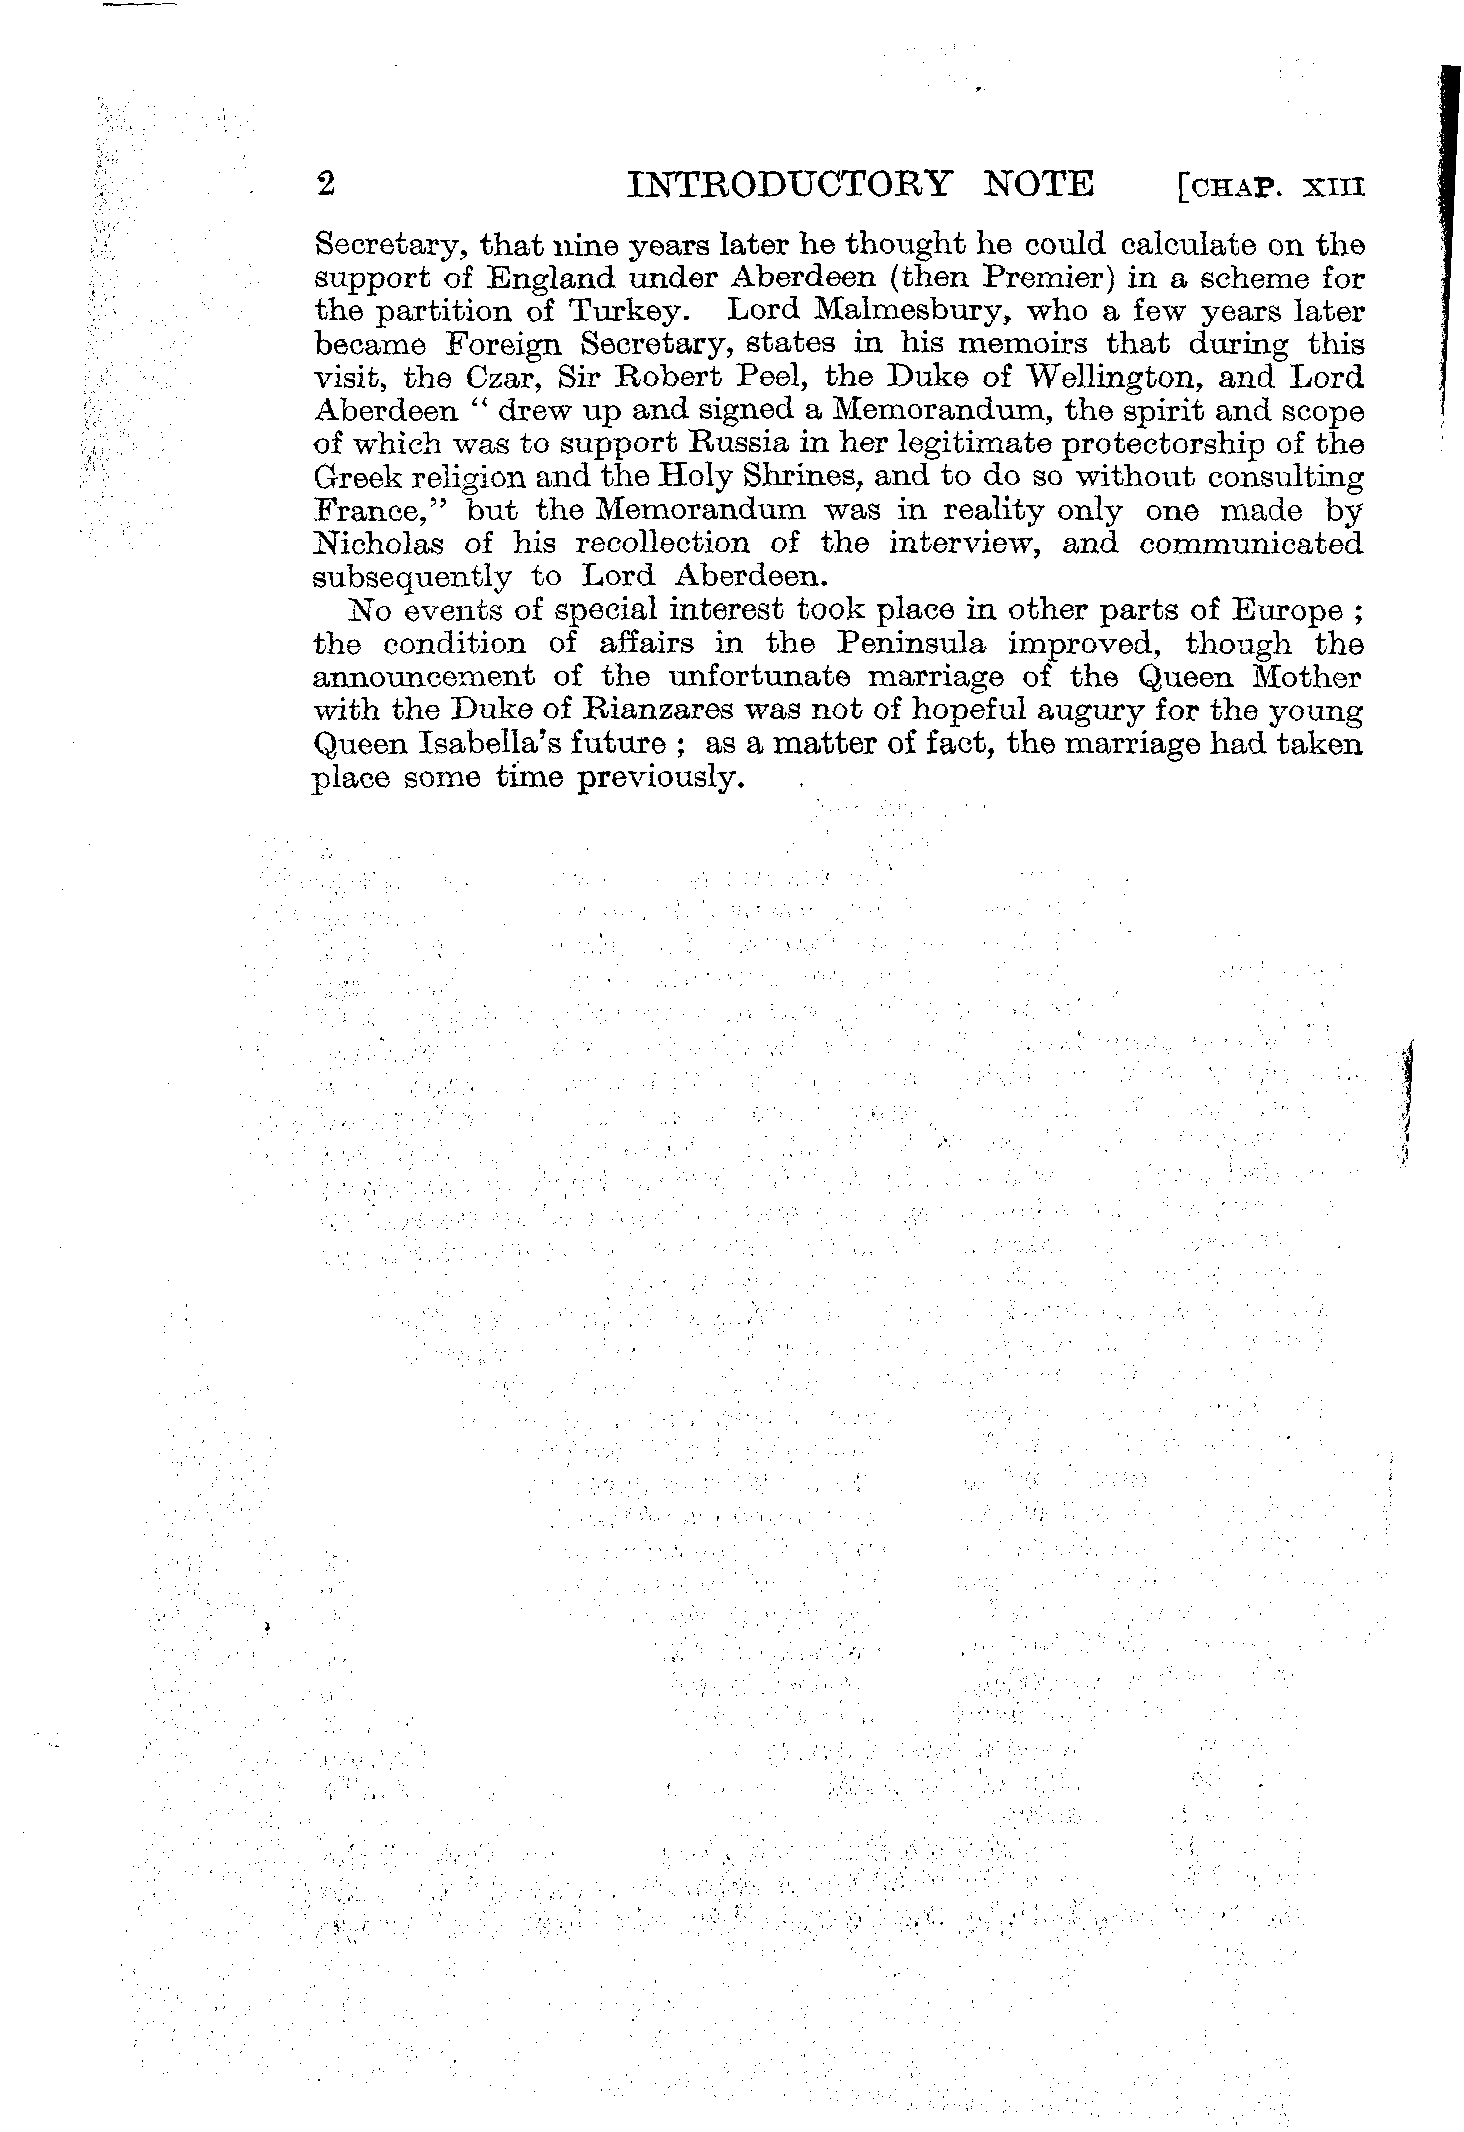 2 INTRODUCTORY NOTE [CHAP. XIII
Secretary, that nine years later he thought he could calculate on the
support of England under Aberdeen (then Premier) in a scheme for
the partition of Turkey. Lord Malmesbury, who a few years later
became Foreign Secretary, states in his memoirs that during this
visit, the Czar, Sir Robert Peel, the Duke of Wellington, and Lord
Aberdeen “ drew up and signed a Memorandum, the spirit and scope
of which was to support Russia in her legitimate protectorship of the
Greek religion and the Holy Shrines, and to do so without consulting
France,” but the Memorandum was in reality only one made by
Nicholas of his recollection of the interview, and communicated
subsequently to Lord Aberdeen.
No events of special interest took place in other parts of Europe ;
the condition of affairs in the Peninsula improved, though the
announcement of the unfortunate marriage of the Queen Mother
with the Duke of Rianzares was not of hopeful augury for the young
Queen Isabella's future ; as a matter of fact, the marriage had taken
place some time previously.